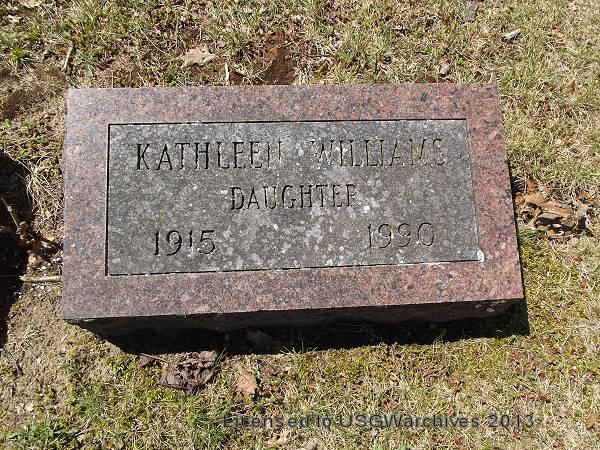 KATHLEEN WILLIAMS
DAUGHTER
1915 1990
Licensed to USGWarchives 2013